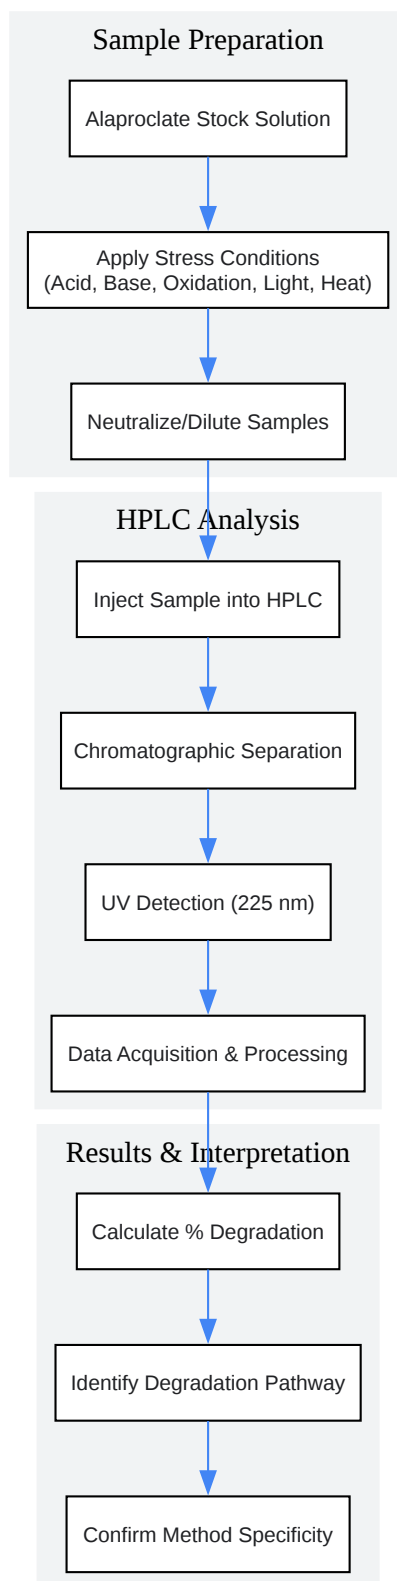 Sample Preparation
Alaproclate Stock Solution
Apply Stress Conditions
(Acid, Base, Oxidation, Light, Heat)
Neutralize/Dilute Samples
HPLC Analysis
Inject Sample into HPLC
Chromatographic Separation
UV Detection (225 nm)
Data Acquisition & Processing
Results & Interpretation
Calculate % Degradation
Identify Degradation Pathway
Confirm Method Specificity